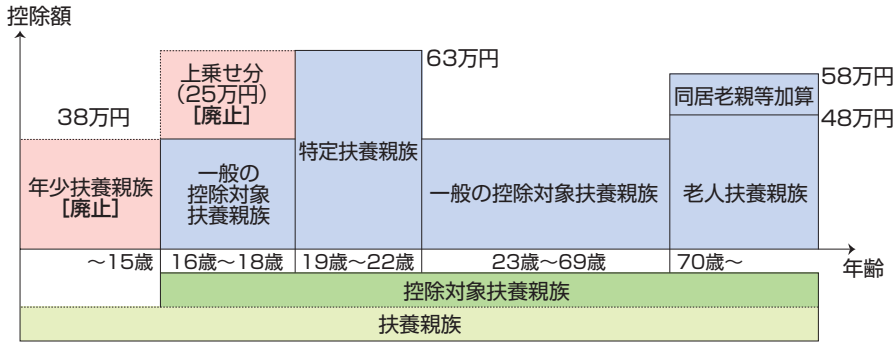 控除額
38万円
年少扶養親族
[廃止]
上乗せ分
（25万円）
[廃止]
一般の
控除対象
扶養親族
特定扶養親族
63万円
一般の控除対象扶養親族
同居老親等加算
老人扶養親族
58万円
48万円
～15歳
16歳～18歳
19歳～22歳
23歳～69歳
70歳～
年齢
控除対象扶養親族
扶養親族